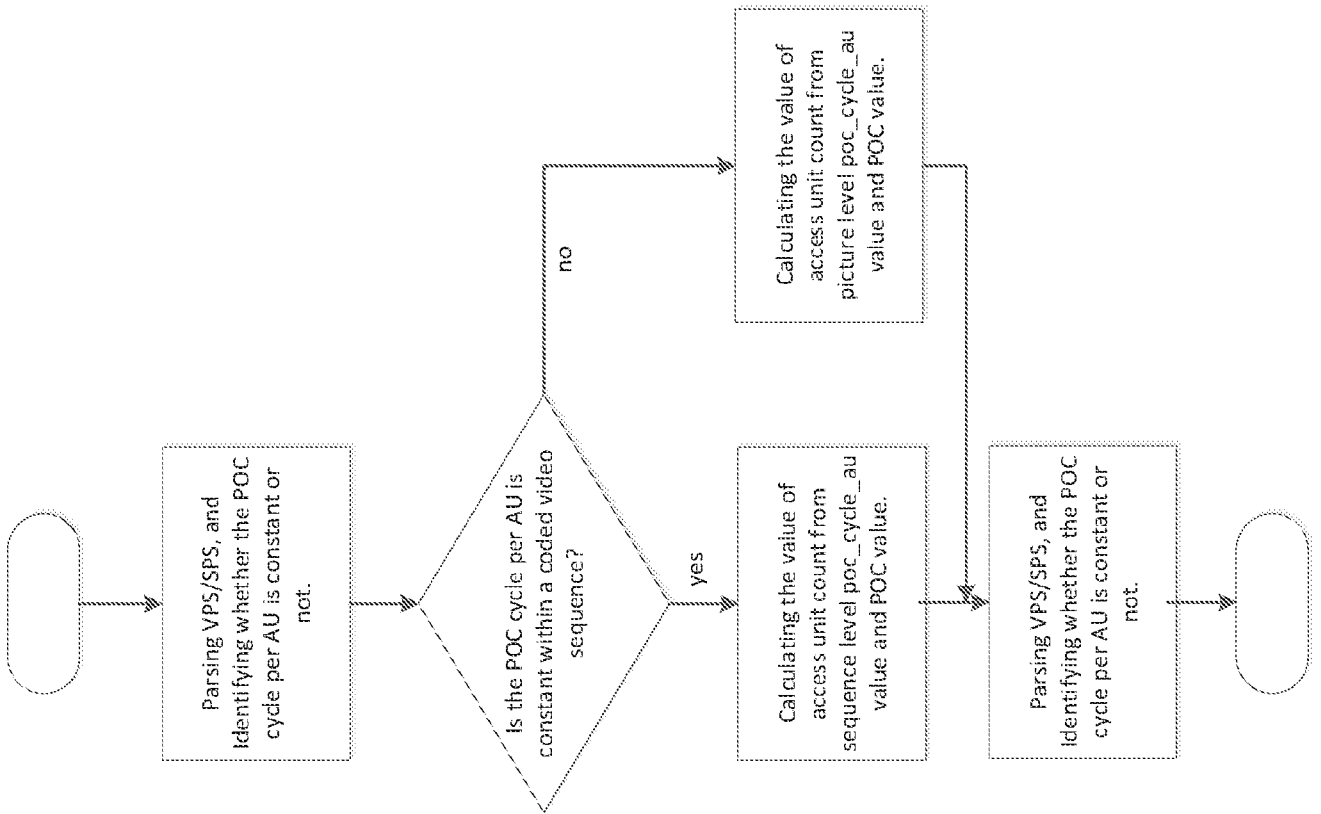 Parsing VPS/SPS, and
Identifying whether the POC
cycle per AU is constant or
not.
Is the POC cycle per AU is
constant within a coded video
sequence?
no
yes
Calculating the value of
access unit count from
picture level poc_cycle_au
value and POC value.
Calculating the value of
access unit count from
sequence level poc_cycle_au
value and POC value.
Parsing VPS/SPS, and
Identifying whether the POC
cycle per AU is constant or
not.